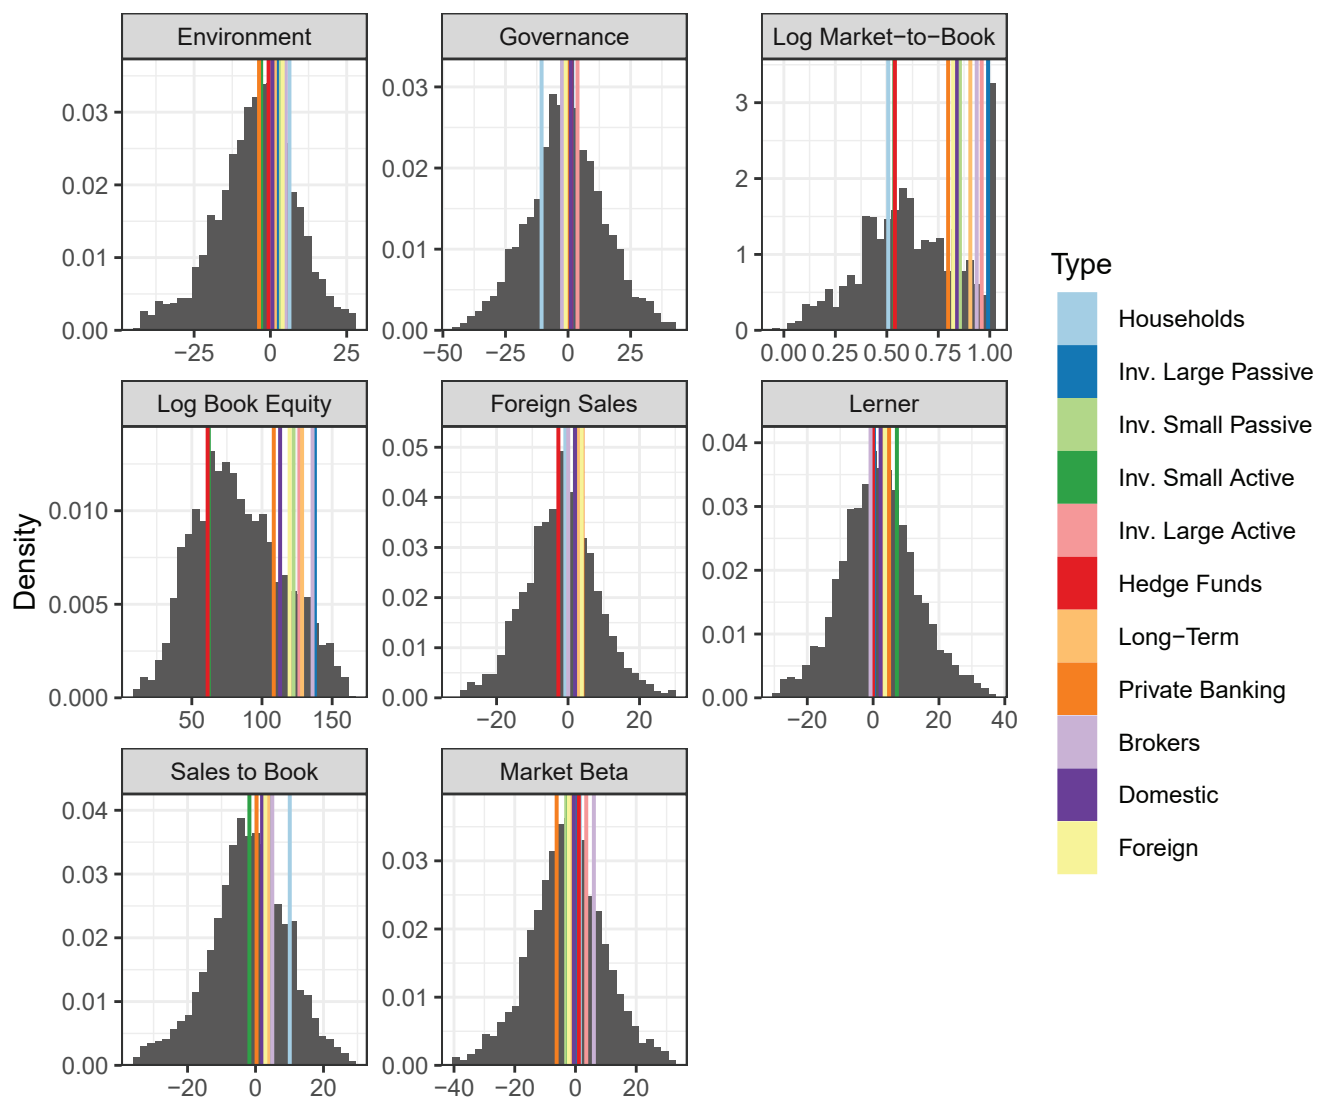 Environment
Governance
Log Market−to−Book
0.03
0.02
0.01
0.00
−25 0 25
0.03
0.02
0.01
0.00
−50 −25 0 25
3
2
1
0
0.00 0.25 0.50 0.75 1.00
Log Book Equity
Foreign Sales
Lerner
0.010
0.005
0.000
50 100 150
0.05
0.04
0.03
0.02
0.01
0.00
−20 0 20
0.04
0.03
0.02
0.01
0.00
−20 0 20 40
Sales to Book
Market Beta
0.04
0.03
0.02
0.01
0.00
−20 0 20
0.03
0.02
0.01
0.00
−40 −20 0 20
Density
Type
Households
Inv. Large Passive
Inv. Small Passive
Inv. Small Active
Inv. Large Active
Hedge Funds
Long−Term
Private Banking
Brokers
Domestic
Foreign